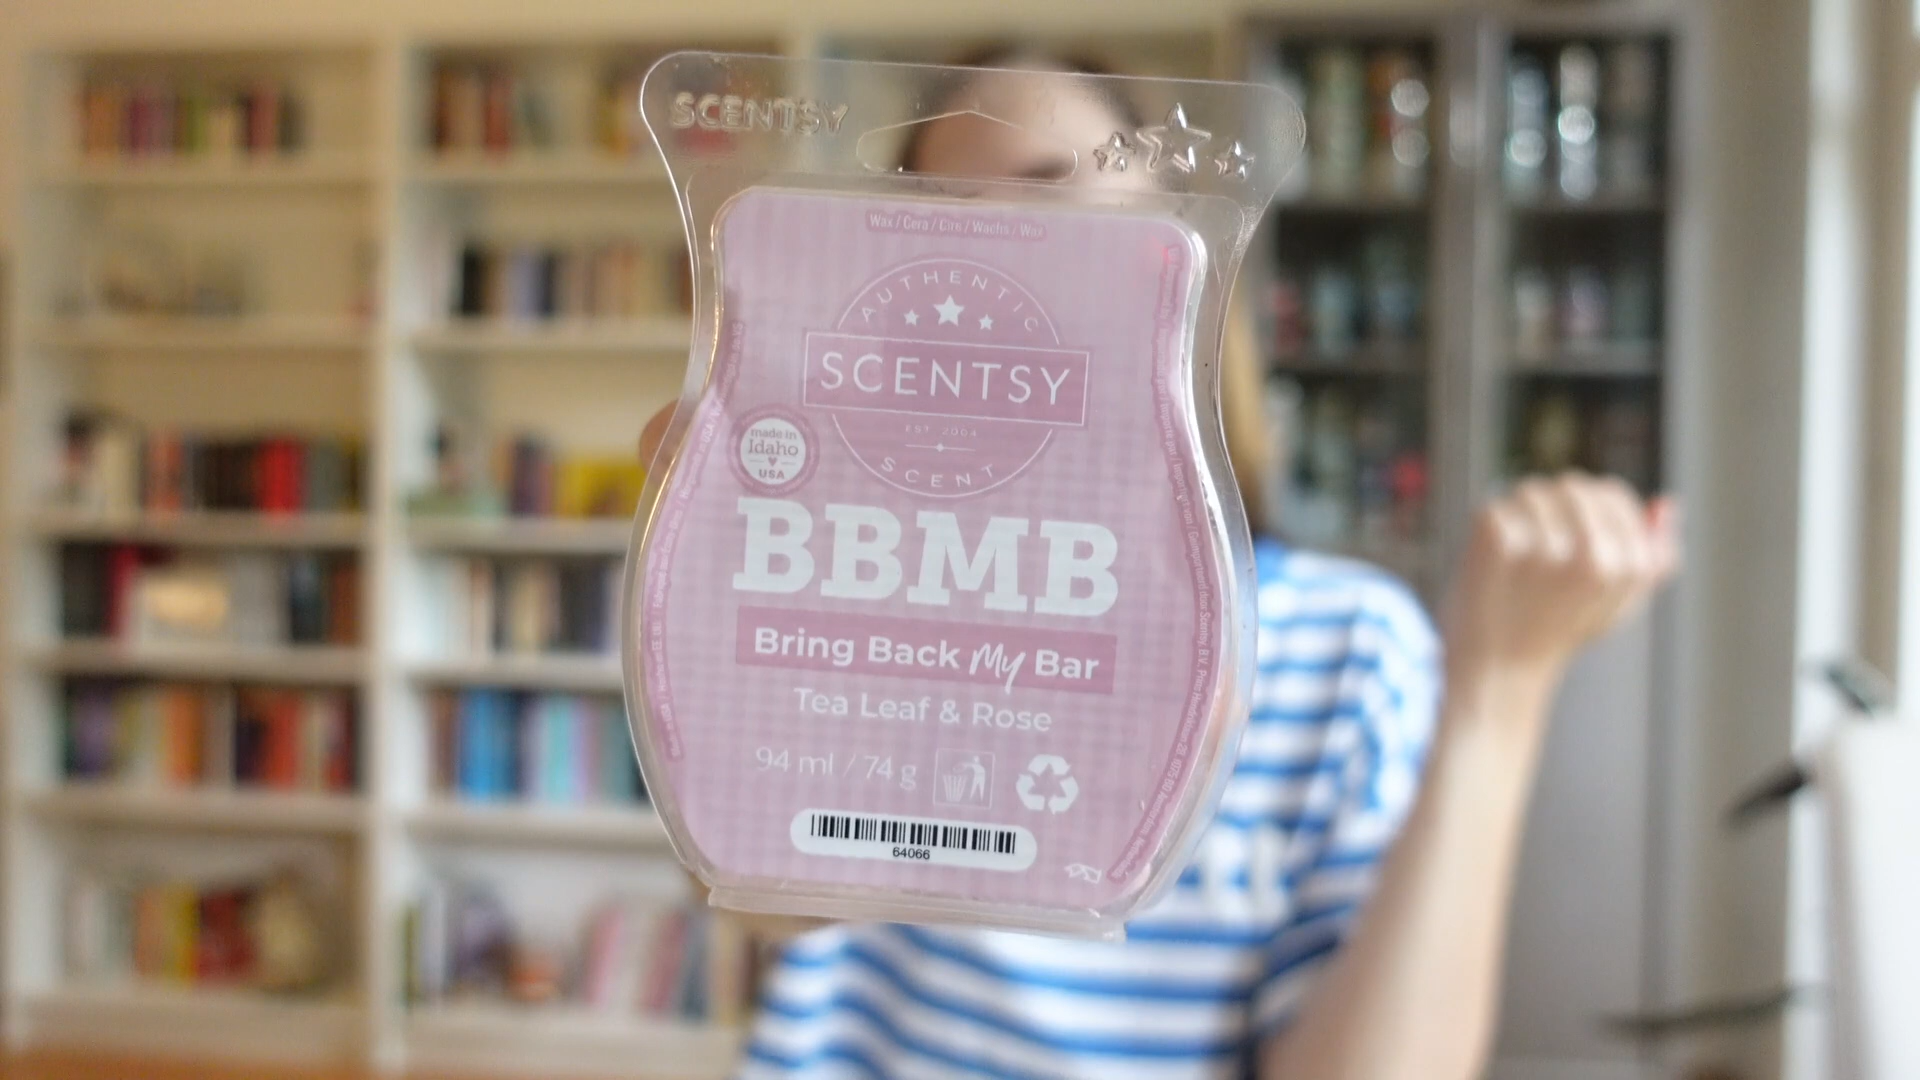 SCENTSY
Wax / Cera / Cire / Wachs / Wax
AUTHENTIC
SCENTSY
EST 2004
SCENT
made in
Idaho
USA
BBMB
Bring Back My Bar
Tea Leaf & Rose
94 ml / 74 g
64066